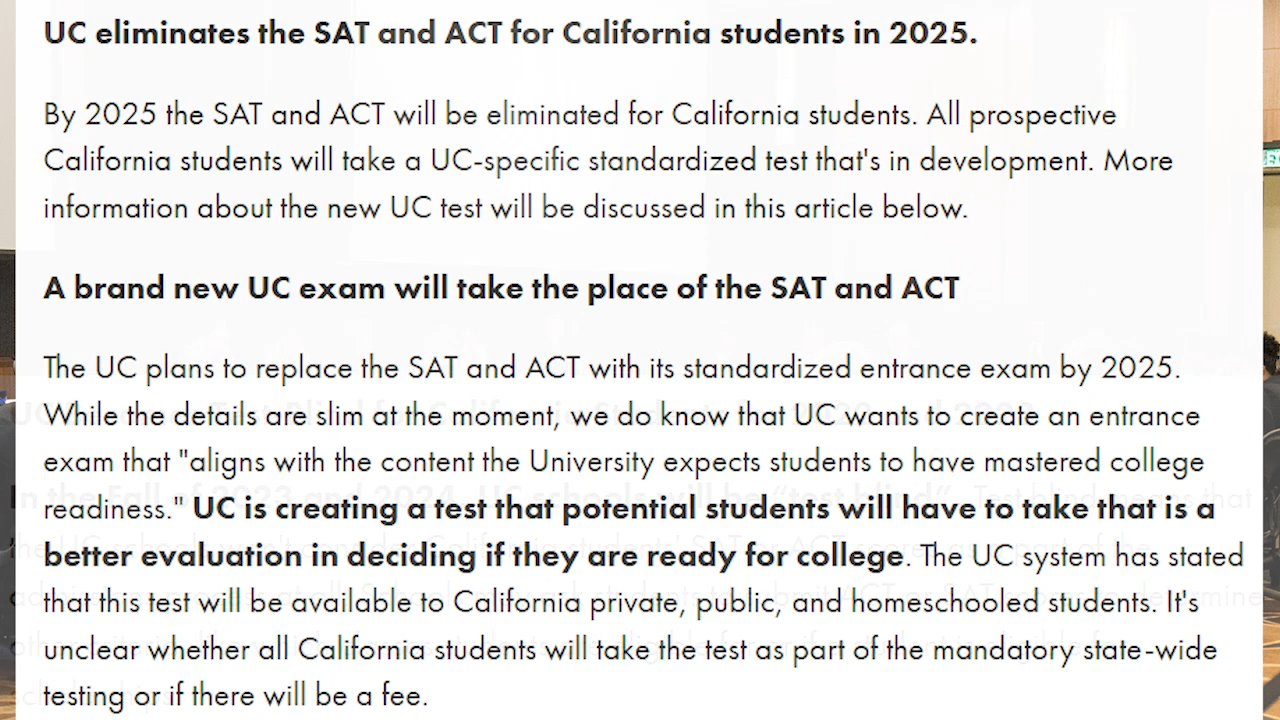 UC eliminates the SAT and ACT for California students in 2025.
By 2025 the SAT and ACT will be eliminated for California students. All prospective
California students will take a UC-specific standardized test that's in development. More
information about the new UC test will be discussed in this article below.
A brand new UC exam will take the place of the SAT and ACT
The UC plans to replace the SAT and ACT with its standardized entrance exam by 2025.
While the details are slim at the moment, we do know that UC wants to create an entrance
exam that "aligns with the content the University expects students to have mastered college
readiness." UC is creating a test that potential students will have to take that is a
better evaluation in deciding if they are ready for college. The UC system has stated
that this test will be available to California private, public, and homeschooled students. It's
unclear whether all California students will take the test as part of the mandatory state-wide
testing or if there will be a fee.